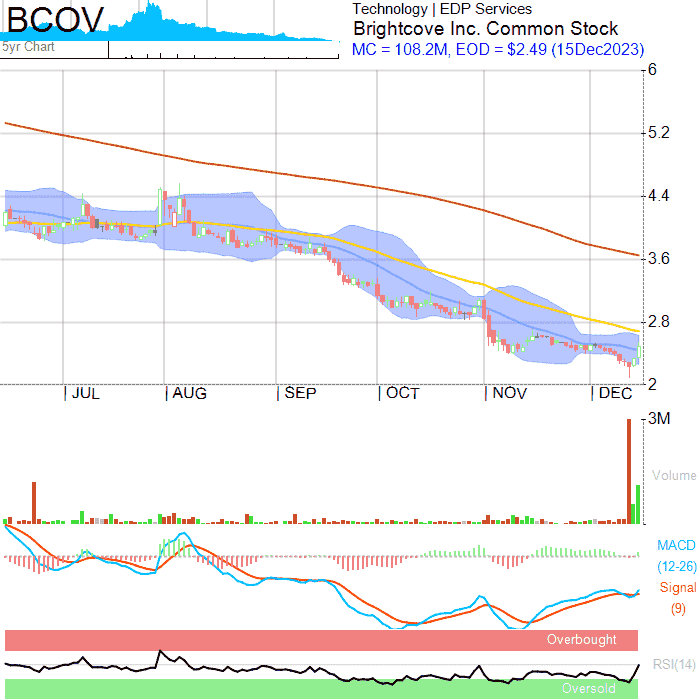 BCOV
5yr Chart
Technology | EDP Services
Brightcove Inc. Common Stock
MC = 108.2M, EOD = $2.49 (15Dec2023)
6
5.2
4.4
3.6
2.8
2
| JUL | AUG | SEP | OCT | NOV | DEC
3M
Volume
MACD
(12-26)
Signal
(9)
Overbought
RSI(14)
Oversold